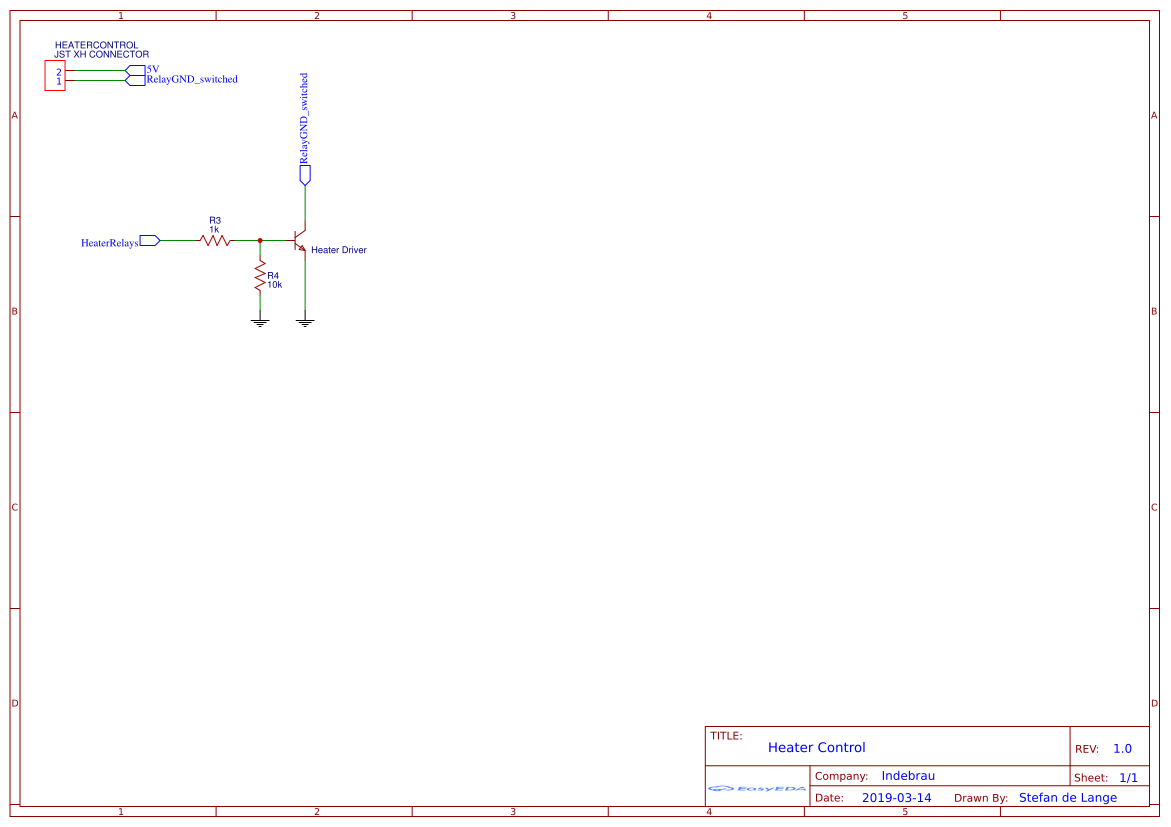 1 2 3 4 5
HEATERCONTROL
JST XH CONNECTOR
2
1
5V
RelayGND_switched
RelayGND_switched
A A
R3
1k
HeaterRelays
Heater Driver
R4
10k
B B
C C
D D
TITLE:
Heater Control
REV: 1.0
Company: Indebrau
Sheet: 1/1
EasyEDA
Date: 2019-03-14 Drawn By: Stefan de Lange
1 2 3 4 5